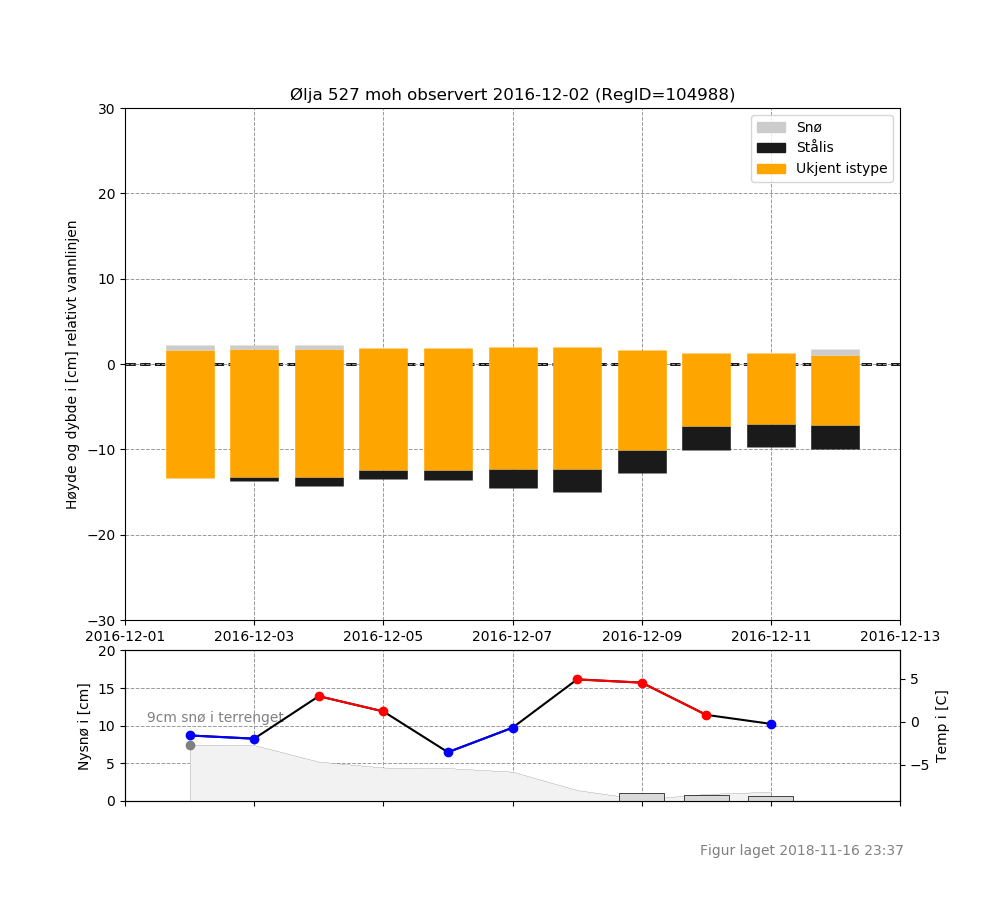 Ølja 527 moh observert 2016-12-02 (RegID=104988)
Snø
Stålis
Ukjent istype
Høyde og dybde i [cm] relativt vannlinjen
30
20
10
0
−10
−20
−30
2016-12-01 2016-12-03 2016-12-05 2016-12-07 2016-12-09 2016-12-11 2016-12-13
Nysnø i [cm]
20
15
10
5
0
9cm snø i terrenget
5
0
−5
Temp i [C]
Figur laget 2018-11-16 23:37